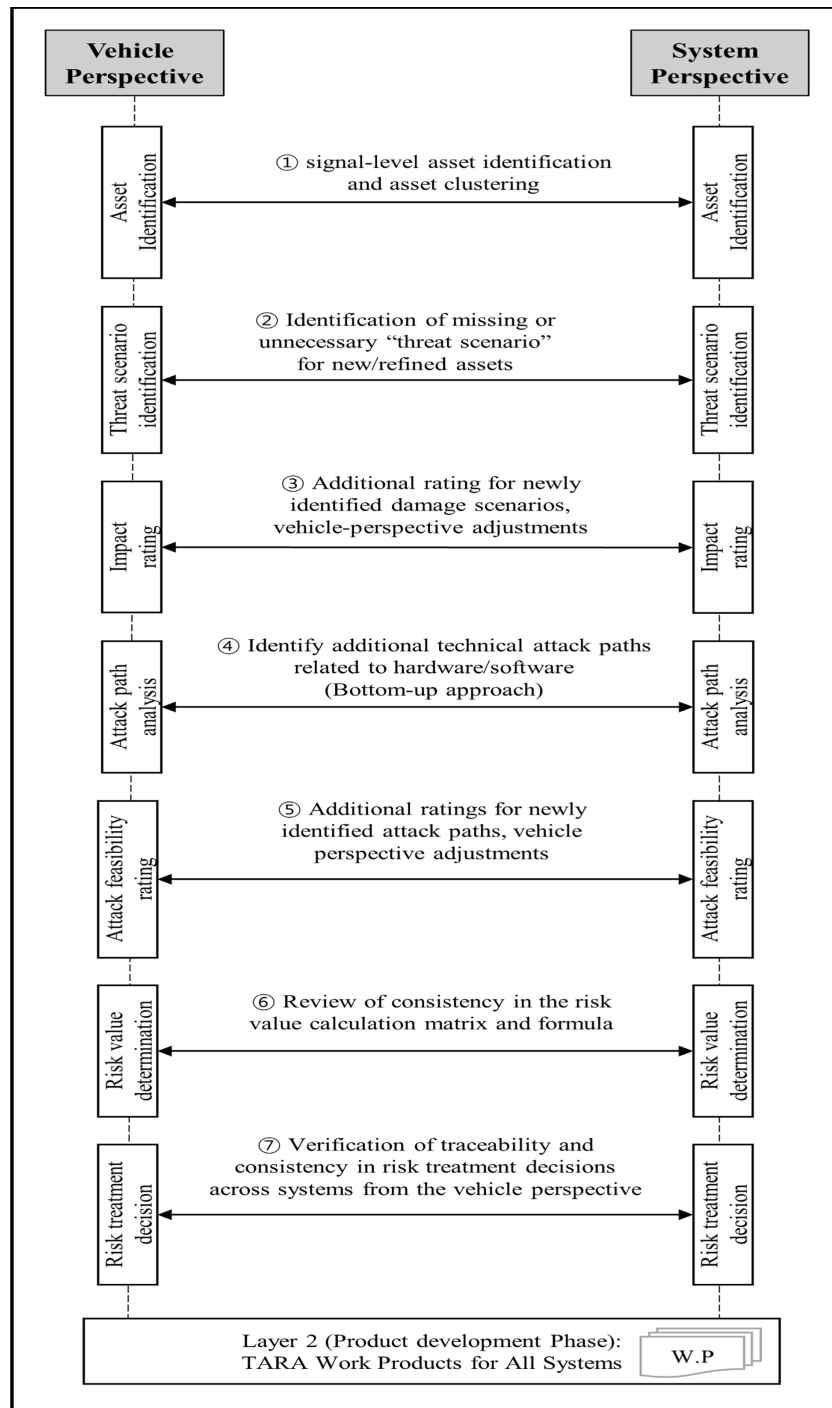 Vehicle
Perspective
System
Perspective
Asset
Identification
① signal-level asset identification
and asset clustering
Asset
Identification
Threat scenario
identification
② Identification of missing or
unnecessary “threat scenario”
for new/refined assets
Threat scenario
identification
Impact
rating
③ Additional rating for newly
identified damage scenarios,
vehicle-perspective adjustments
Impact
rating
Attack path
analysis
④ Identify additional technical attack paths
related to hardware/software
(Bottom-up approach)
Attack path
analysis
Attack feasibility
rating
⑤ Additional ratings for newly
identified attack paths, vehicle
perspective adjustments
Attack feasibility
rating
Risk value
determination
⑥ Review of consistency in the risk
value calculation matrix and formula
Risk value
determination
Risk treatment
decision
⑦ Verification of traceability and
consistency in risk treatment decisions
across systems from the vehicle perspective
Risk treatment
decision
Layer 2 (Product development Phase):
TARA Work Products for All Systems
W.P